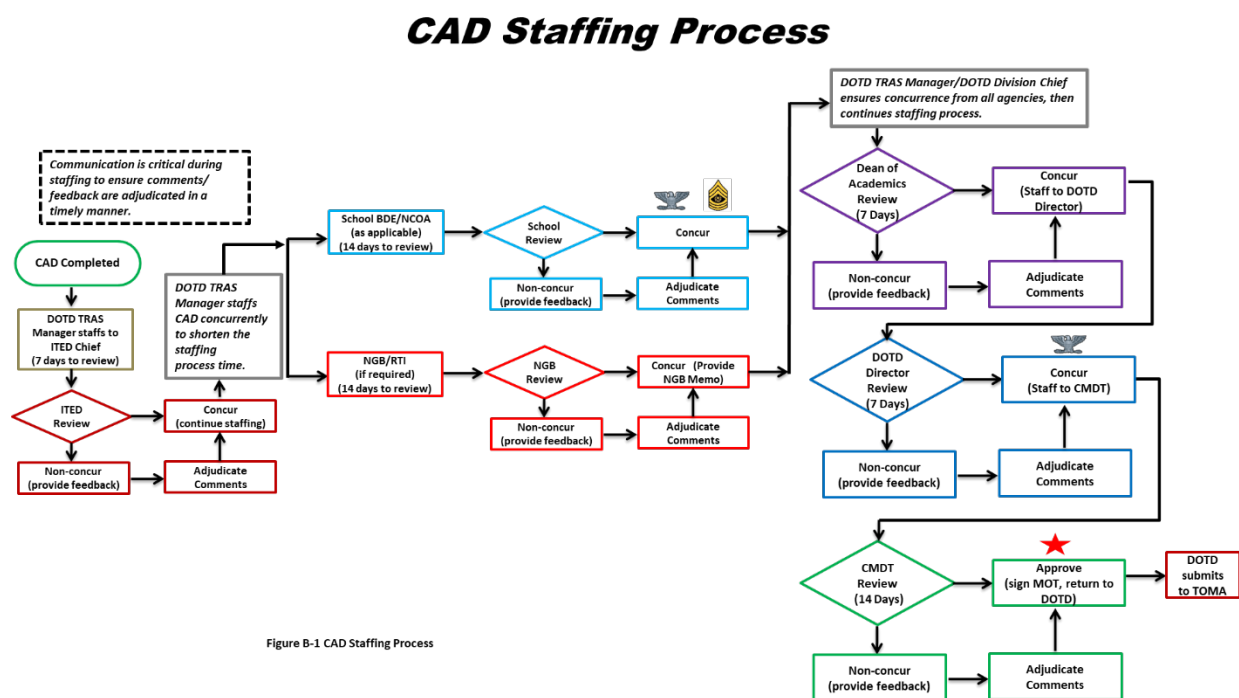 CAD Staffing Process
Communication is critical during
staffing to ensure comments/
feedback are adjudicated in a
timely manner.
CAD Completed
DOTD TRAS
Manager staffs to
ITED Chief
(7 days to review)
ITED
Review
Non-concur
(provide feedback)
Adjudicate
Comments
Concur
(continue staffing)
DOTD TRAS
Manager staffs
CAD concurrently
to shorten the
staffing
process time.
School BDE/NCOA
(as applicable)
(14 days to review)
School
Review
Concur
Non-concur
(provide feedback)
Adjudicate
Comments
NGB/RTI
(if required)
(14 days to review)
NGB
Review
Concur (Provide
NGB Memo)
Non-concur
(provide feedback)
Adjudicate
Comments
DOTD TRAS Manager/DOTD Division Chief
ensures concurrence from all agencies, then
continues staffing process.
Dean of
Academics
Review
(7 Days)
Concur
(Staff to DOTD
Director)
Non-concur
(provide feedback)
Adjudicate
Comments
DOTD
Director
Review
(7 Days)
Concur
(Staff to CMDT)
Non-concur
(provide feedback)
Adjudicate
Comments
CMDT
Review
(14 Days)
Approve
(sign MOT, return to
DOTD)
DOTD
submits
to TOMA
Non-concur
(provide feedback)
Adjudicate
Comments
Figure B-1 CAD Staffing Process